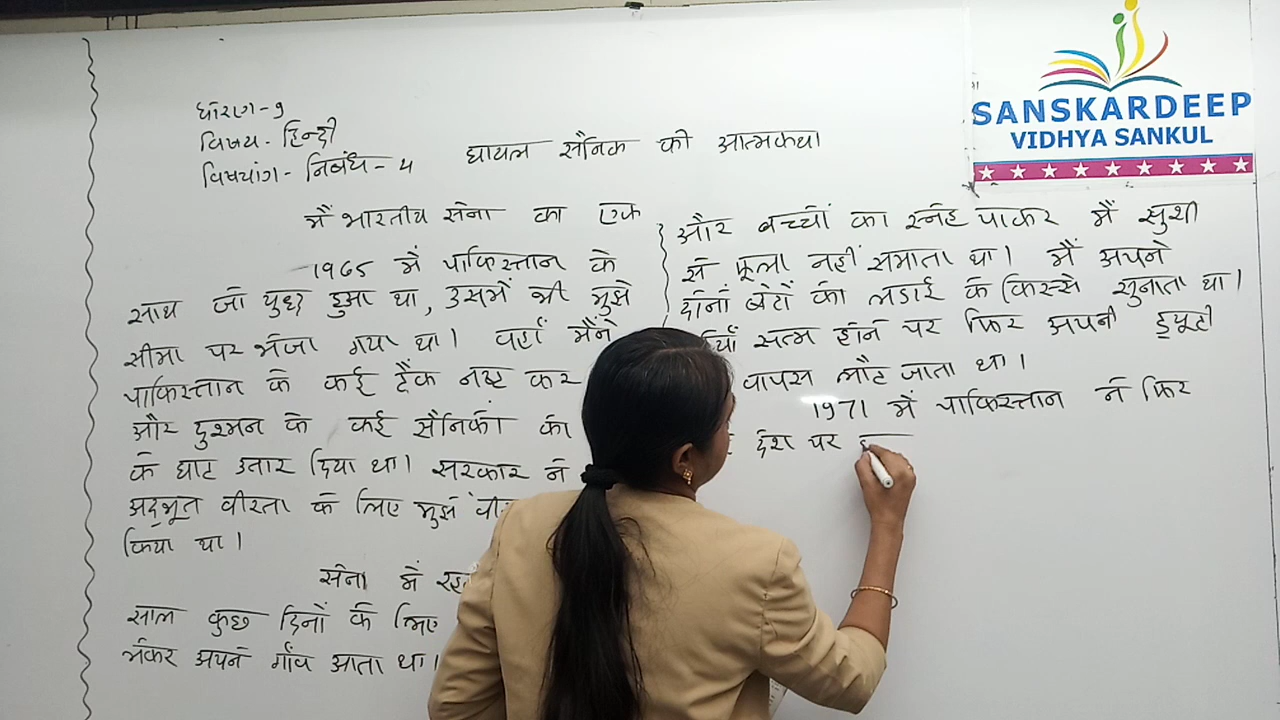 SANSKARDEEP
VIDHYA SANKUL
धोरण - 9
विषय - हिन्दी
विषयांग - निबंध - 4
घायल सैनिक की आत्मकथा
मैं भारतीय सेना का एक
1965 में पाकिस्तान के
साथ जो युद्ध हुआ था, उसमें भी मुझे
सीमा पर भेजा गया था। वहाँ मैंने
पाकिस्तान के कई टैंक नष्ट कर
और दुश्मन के कई सैनिकों को
के घाट उतार दिया था। सरकार ने
अद्भूत वीरता के लिए मुझे
किया था।
सेना में
साल कुछ दिनों के लिए
लेकर अपने गाँव आता था।
और बच्चों का स्नेह पाकर मैं खुशी
से फूला नहीं समाता था। मैं अपने
दोनों बेटों को लडाई के किस्से सुनाता था।
खत्म होने पर फिर अपनी ड्यूटी
वापस लौट जाता था।
1971 में पाकिस्तान ने फिर
देश पर